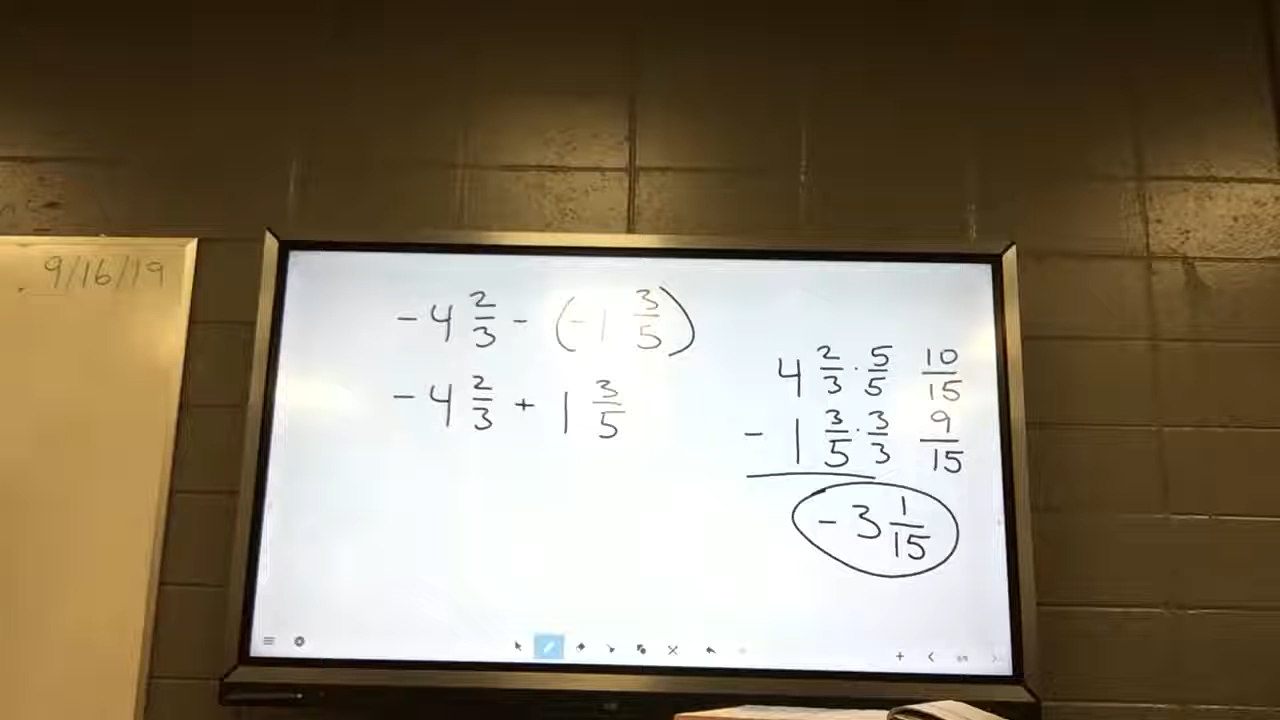 9/16/19
-4 2/3 - (-1 3/5)
-4 2/3 + 1 3/5
4 2/3 · 5/5 10/15
- 1 3/5 · 3/3 9/15
-3 1/15